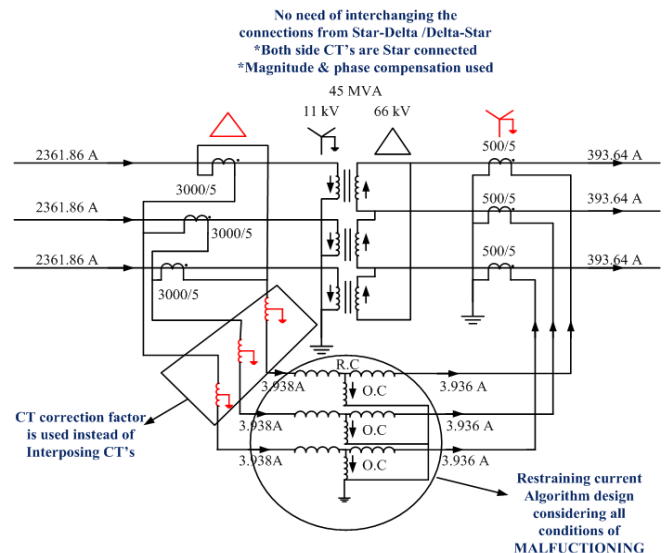 No need of interchanging the
connections from Star-Delta /Delta-Star
*Both side CT's are Star connected
*Magnitude & phase compensation used
45 MVA
11 kV
66 kV
500/5
2361.86 A
393.64 A
3000/5
2361.86 A
500/5
393.64 A
3000/5
2361.86 A
500/5
393.64 A
3000/5
R.C
3.938A
O.C
3.936A
CT correction factor
is used instead of
Interposing CT's
3.938A
O.C
3.936 A
3.938A
O.C
3.936 A
Restraining current
Algorithm design
considering all
conditions of
MALFUCTIONING